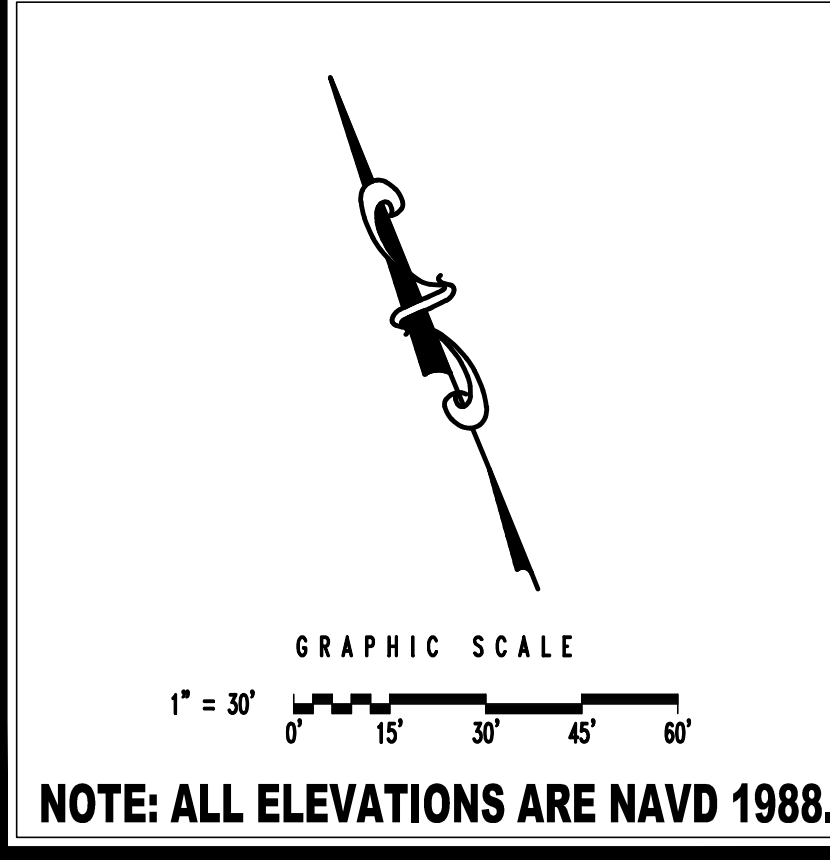 GRAPHIC SCALE
1" = 30'
0' 15' 30' 45' 60'
NOTE: ALL ELEVATIONS ARE NAVD 1988.